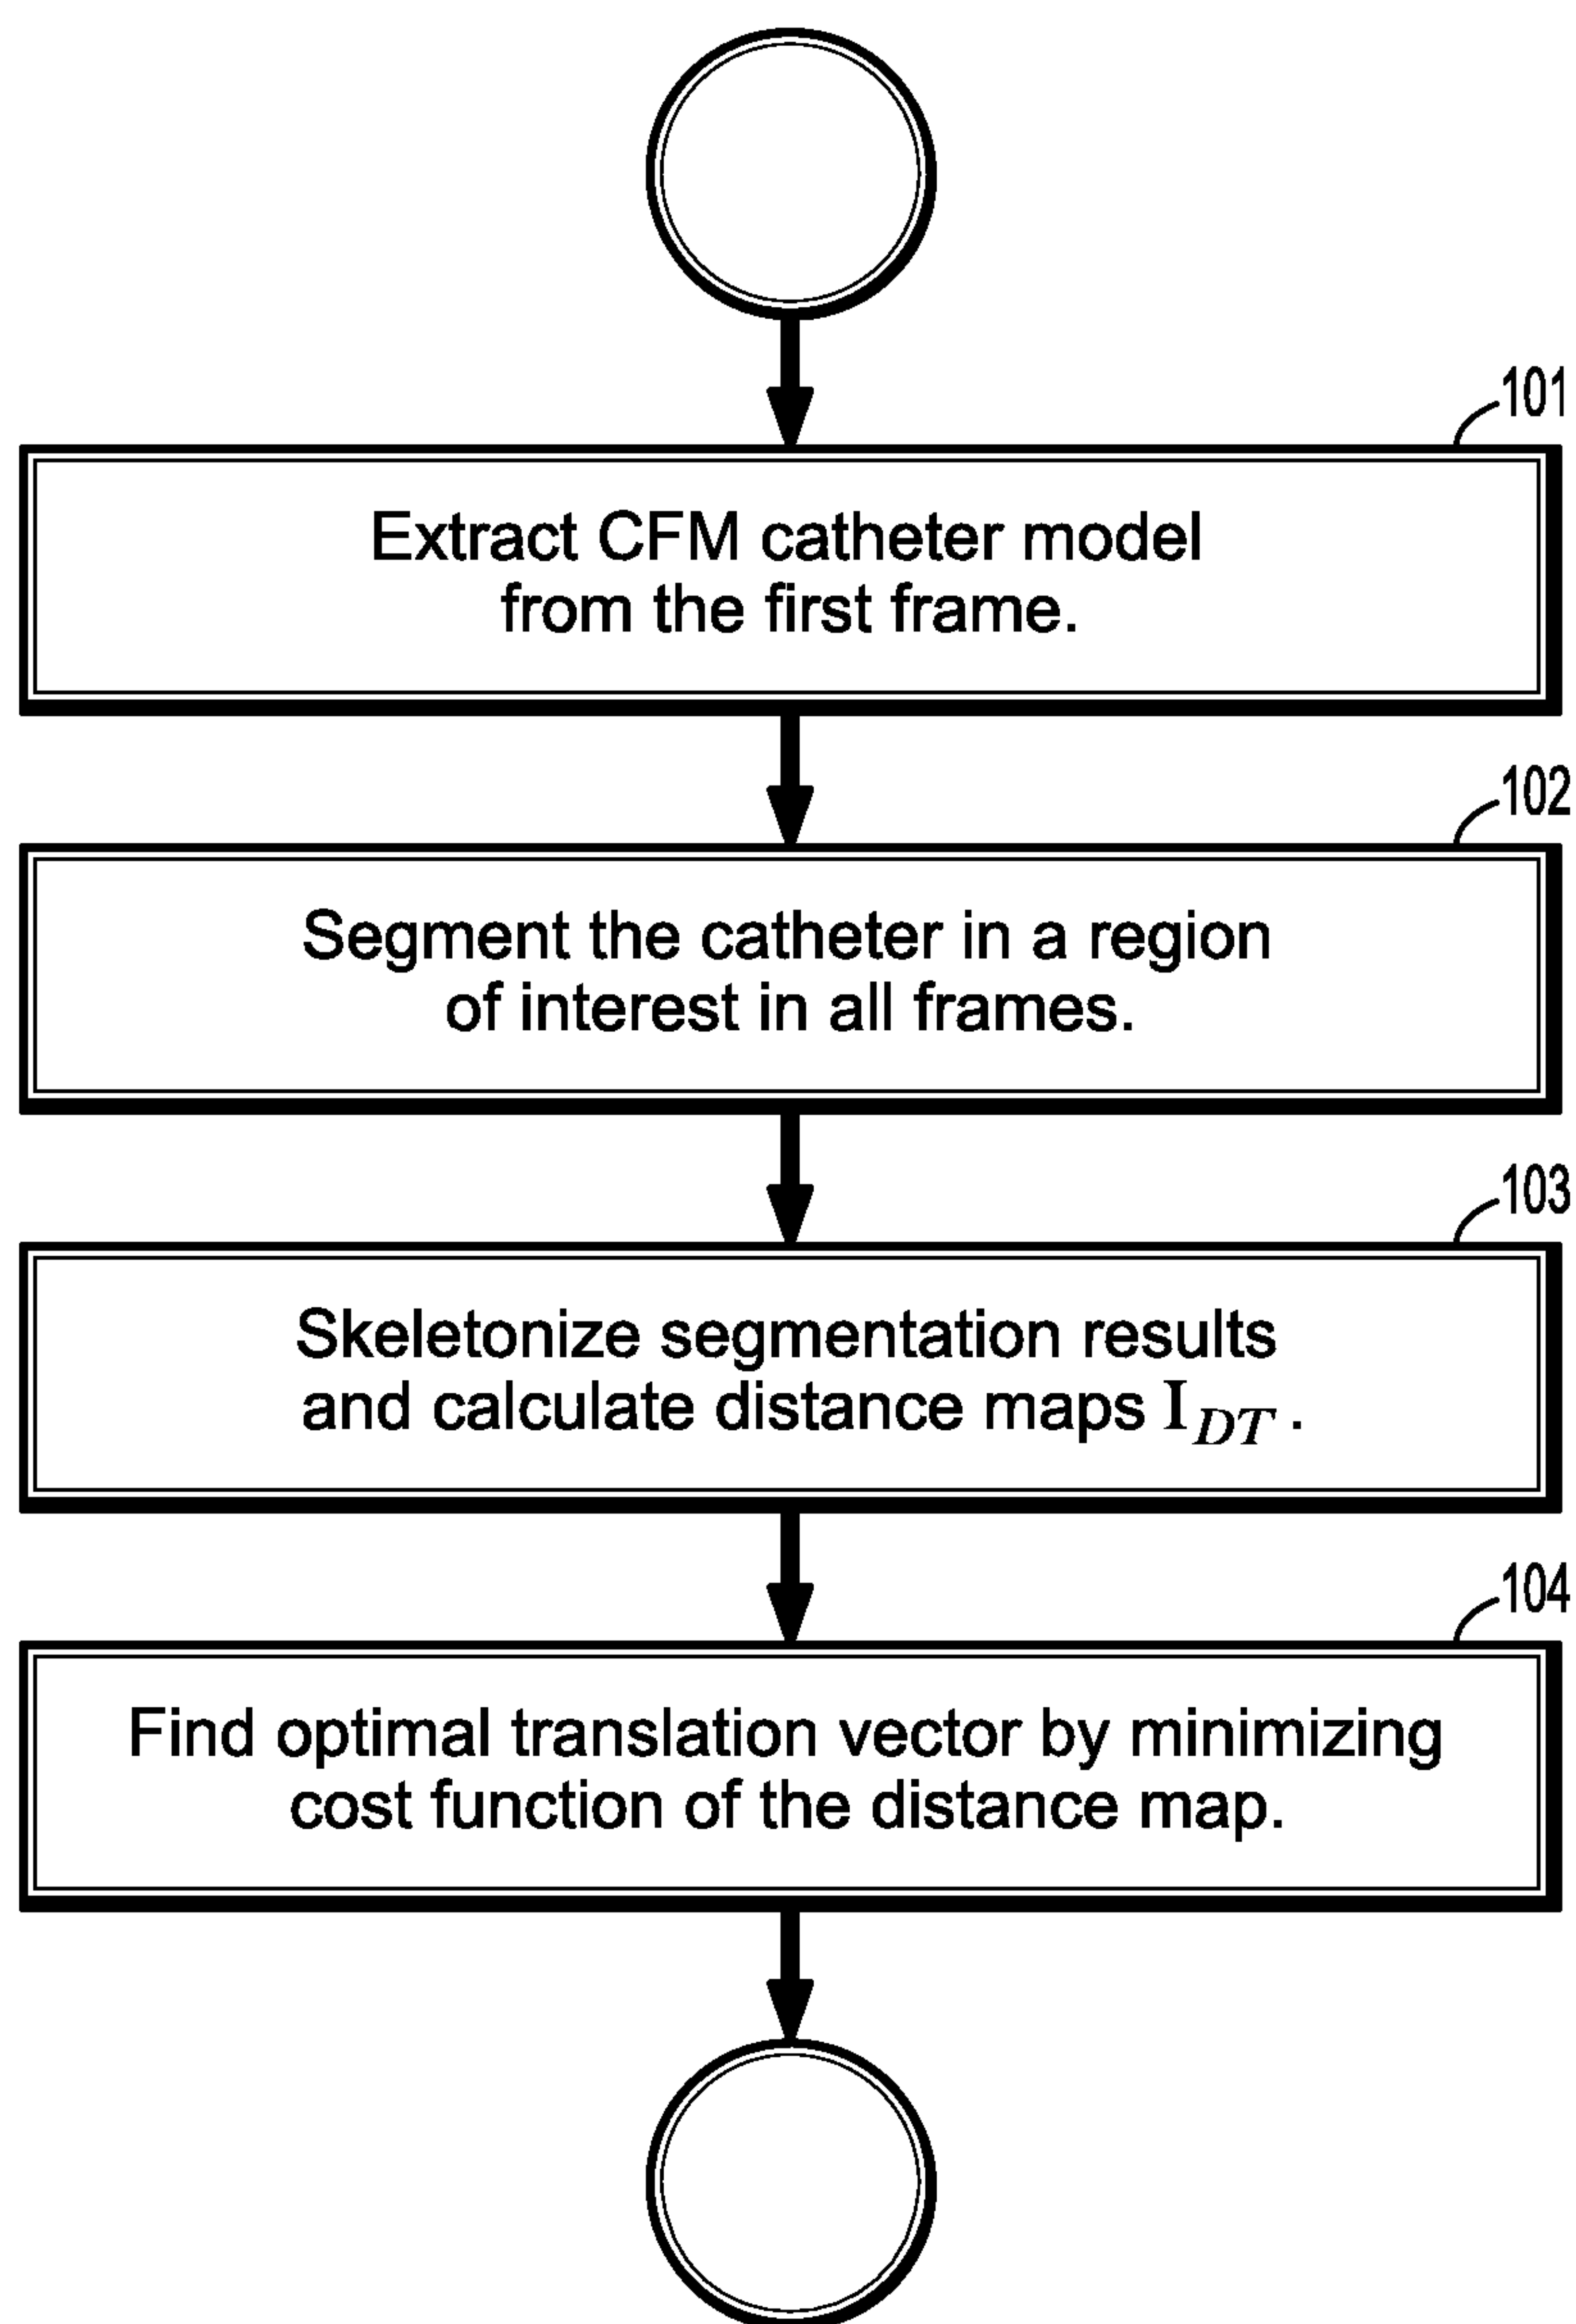 101
Extract CFM catheter model
from the first frame.
102
Segment the catheter in a region
of interest in all frames.
103
Skeletonize segmentation results
and calculate distance maps I_DT .
104
Find optimal translation vector by minimizing
cost function of the distance map.